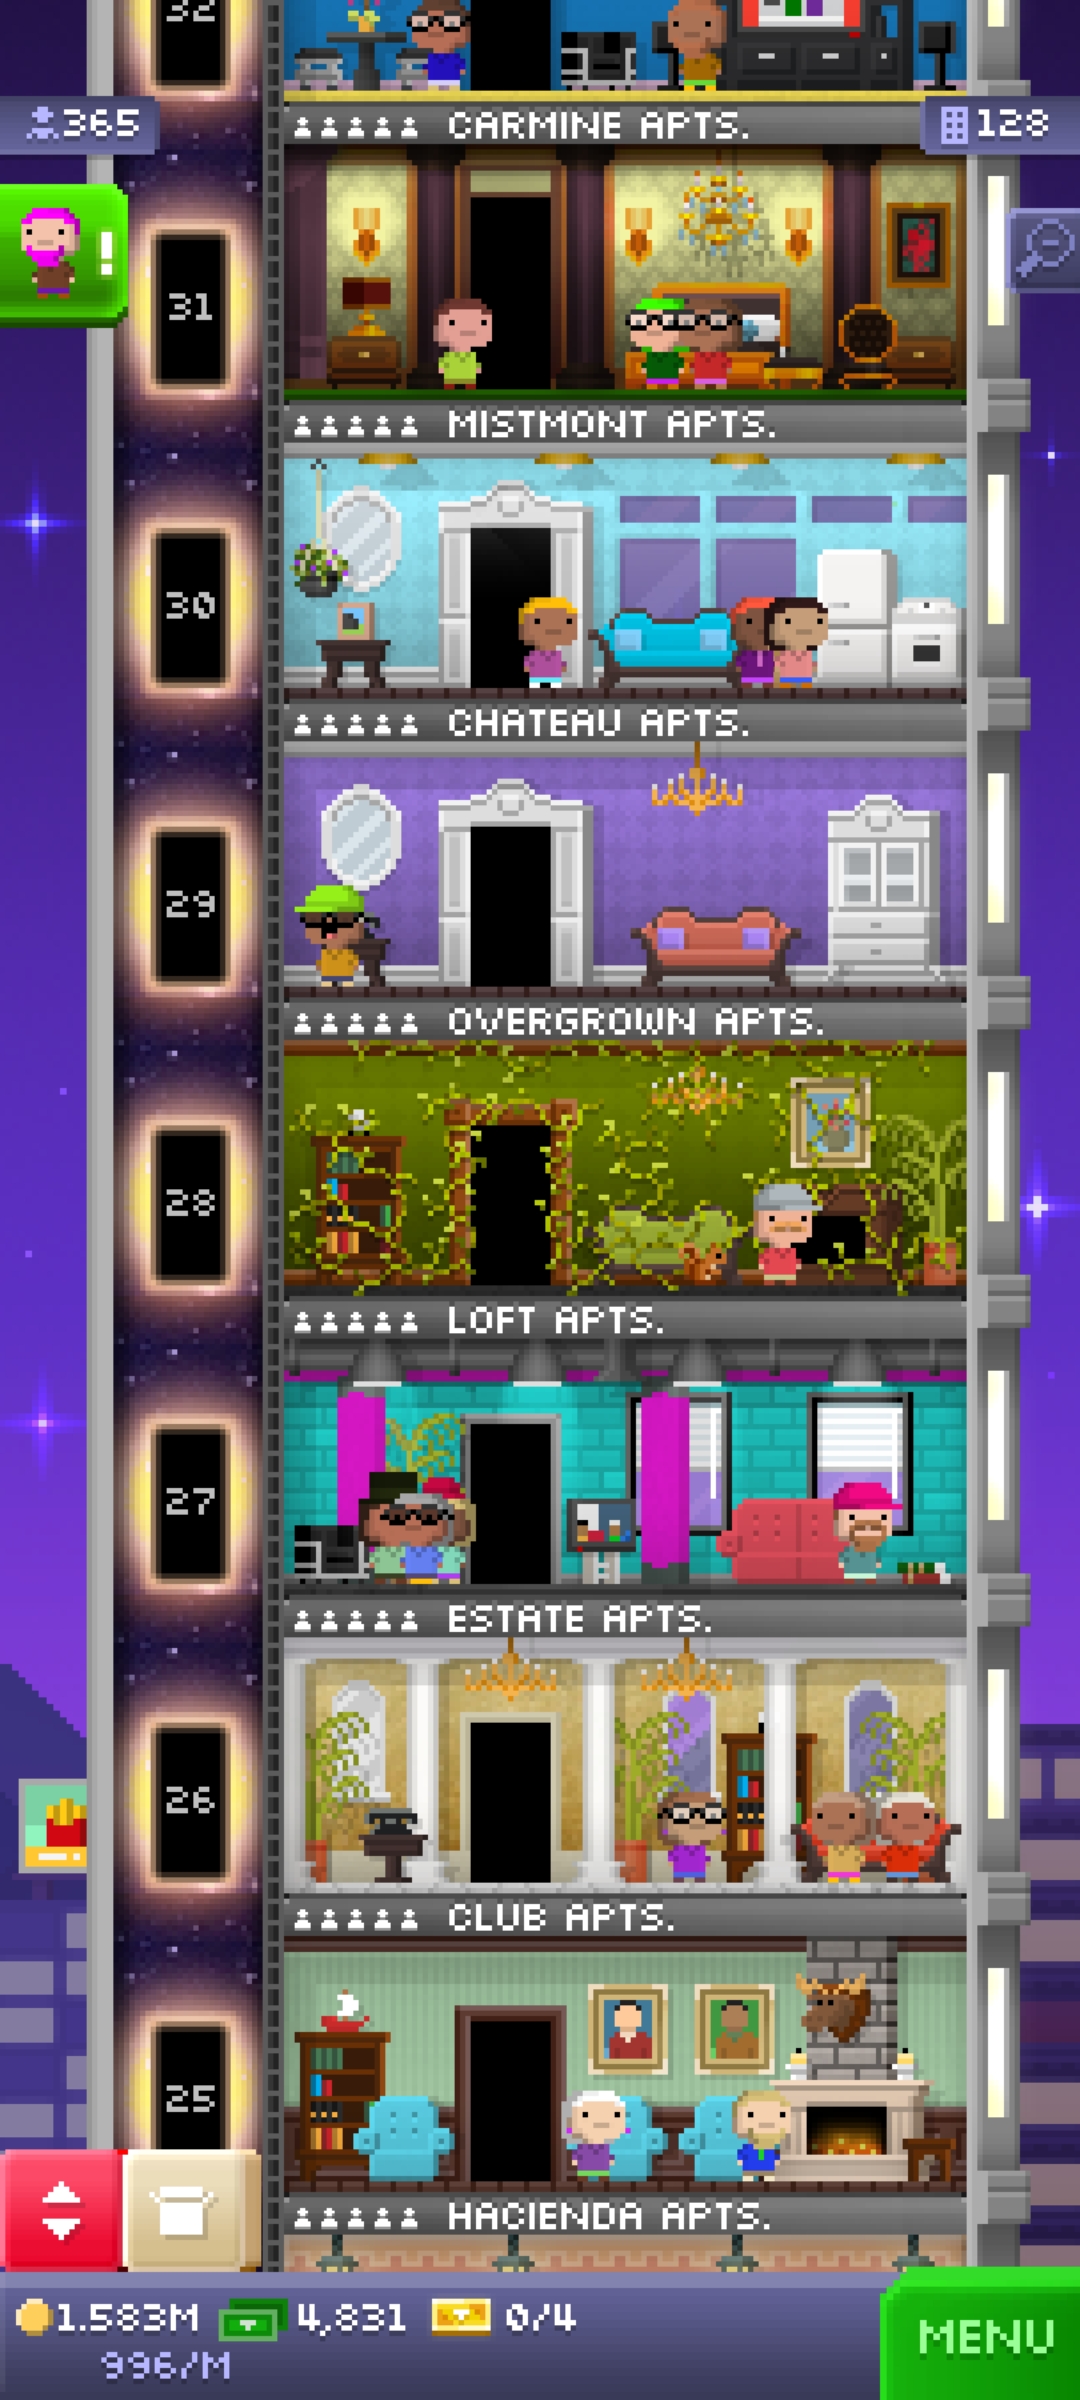 32
365
CARMINE APTS.
128
!
31
MISTMONT APTS.
30
CHATEAU APTS.
29
OVERGROWN APTS.
28
LOFT APTS.
27
ESTATE APTS.
26
CLUB APTS.
25
HACIENDA APTS.
1.583M 4,831 0/4
996/M
MENU